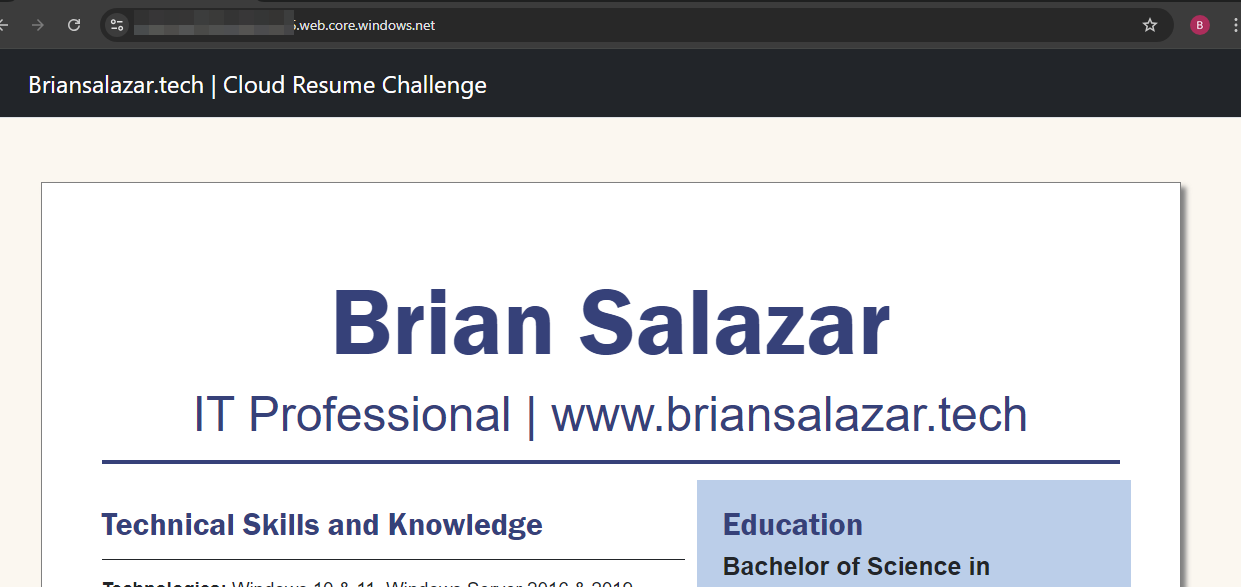 .web.core.windows.net
B
Briansalazar.tech | Cloud Resume Challenge
Brian Salazar
IT Professional | www.briansalazar.tech
Technical Skills and Knowledge
Technologies: Windows 10 & 11, Windows Server 2016 & 2019
Education
Bachelor of Science in